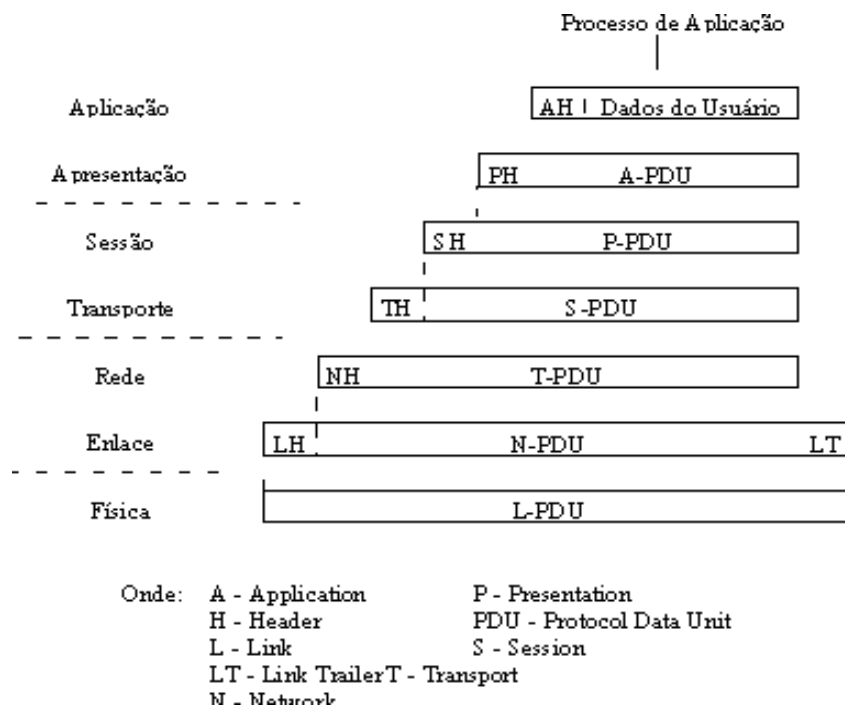 Processo de Aplicação
Aplicação AH Dados do Usuário
Apresentação PH A-PDU
Sessão SH P-PDU
Transporte TH S-PDU
Rede NH T-PDU
Enlace LH N-PDU LT
Física L-PDU
Onde: A - Application P - Presentation
H - Header PDU - Protocol Data Unit
L - Link S - Session
LT - Link Trailer T - Transport
N - Network